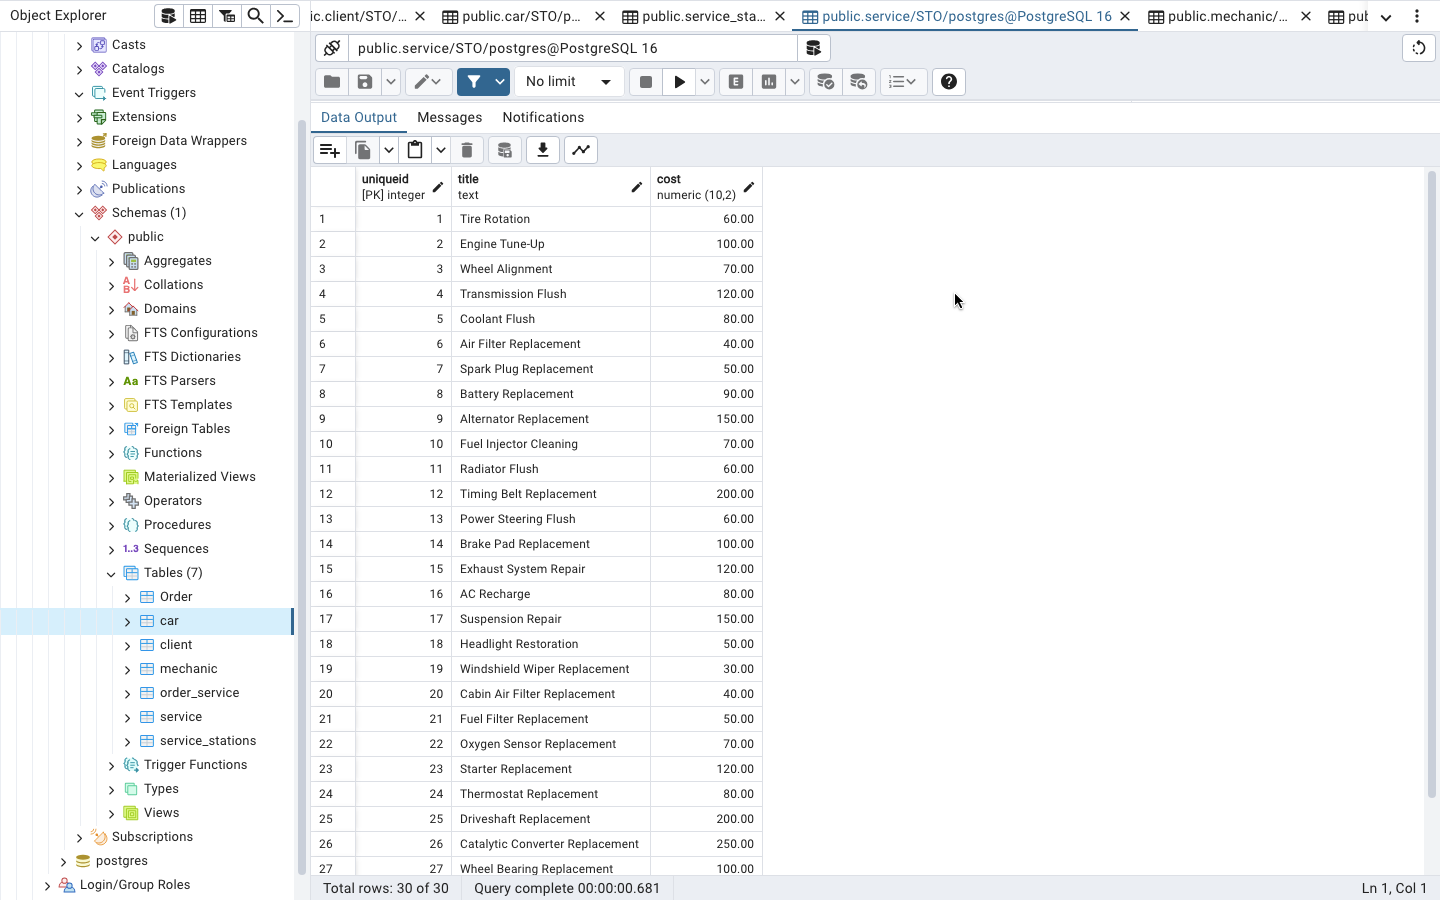 Object Explorer
ic.client/STO/...
public.car/STO/p...
public.service_sta...
public.service/STO/postgres@PostgreSQL 16
public.mechanic/...
pub
public.service/STO/postgres@PostgreSQL 16
No limit
E
Data Output
Messages
Notifications
Casts
Catalogs
Event Triggers
Extensions
Foreign Data Wrappers
Languages
Publications
Schemas (1)
public
Aggregates
Collations
Domains
FTS Configurations
FTS Dictionaries
Aa FTS Parsers
FTS Templates
Foreign Tables
Functions
Materialized Views
Operators
Procedures
1..3 Sequences
Tables (7)
Order
car
client
mechanic
order_service
service
service_stations
Trigger Functions
Types
Views
Subscriptions
postgres
Login/Group Roles
uniqueid title cost
[PK] integer text numeric (10,2)
1 1 Tire Rotation 60.00
2 2 Engine Tune-Up 100.00
3 3 Wheel Alignment 70.00
4 4 Transmission Flush 120.00
5 5 Coolant Flush 80.00
6 6 Air Filter Replacement 40.00
7 7 Spark Plug Replacement 50.00
8 8 Battery Replacement 90.00
9 9 Alternator Replacement 150.00
10 10 Fuel Injector Cleaning 70.00
11 11 Radiator Flush 60.00
12 12 Timing Belt Replacement 200.00
13 13 Power Steering Flush 60.00
14 14 Brake Pad Replacement 100.00
15 15 Exhaust System Repair 120.00
16 16 AC Recharge 80.00
17 17 Suspension Repair 150.00
18 18 Headlight Restoration 50.00
19 19 Windshield Wiper Replacement 30.00
20 20 Cabin Air Filter Replacement 40.00
21 21 Fuel Filter Replacement 50.00
22 22 Oxygen Sensor Replacement 70.00
23 23 Starter Replacement 120.00
24 24 Thermostat Replacement 80.00
25 25 Driveshaft Replacement 200.00
26 26 Catalytic Converter Replacement 250.00
27 27 Wheel Bearing Replacement 100.00
Total rows: 30 of 30
Query complete 00:00:00.681
Ln 1, Col 1